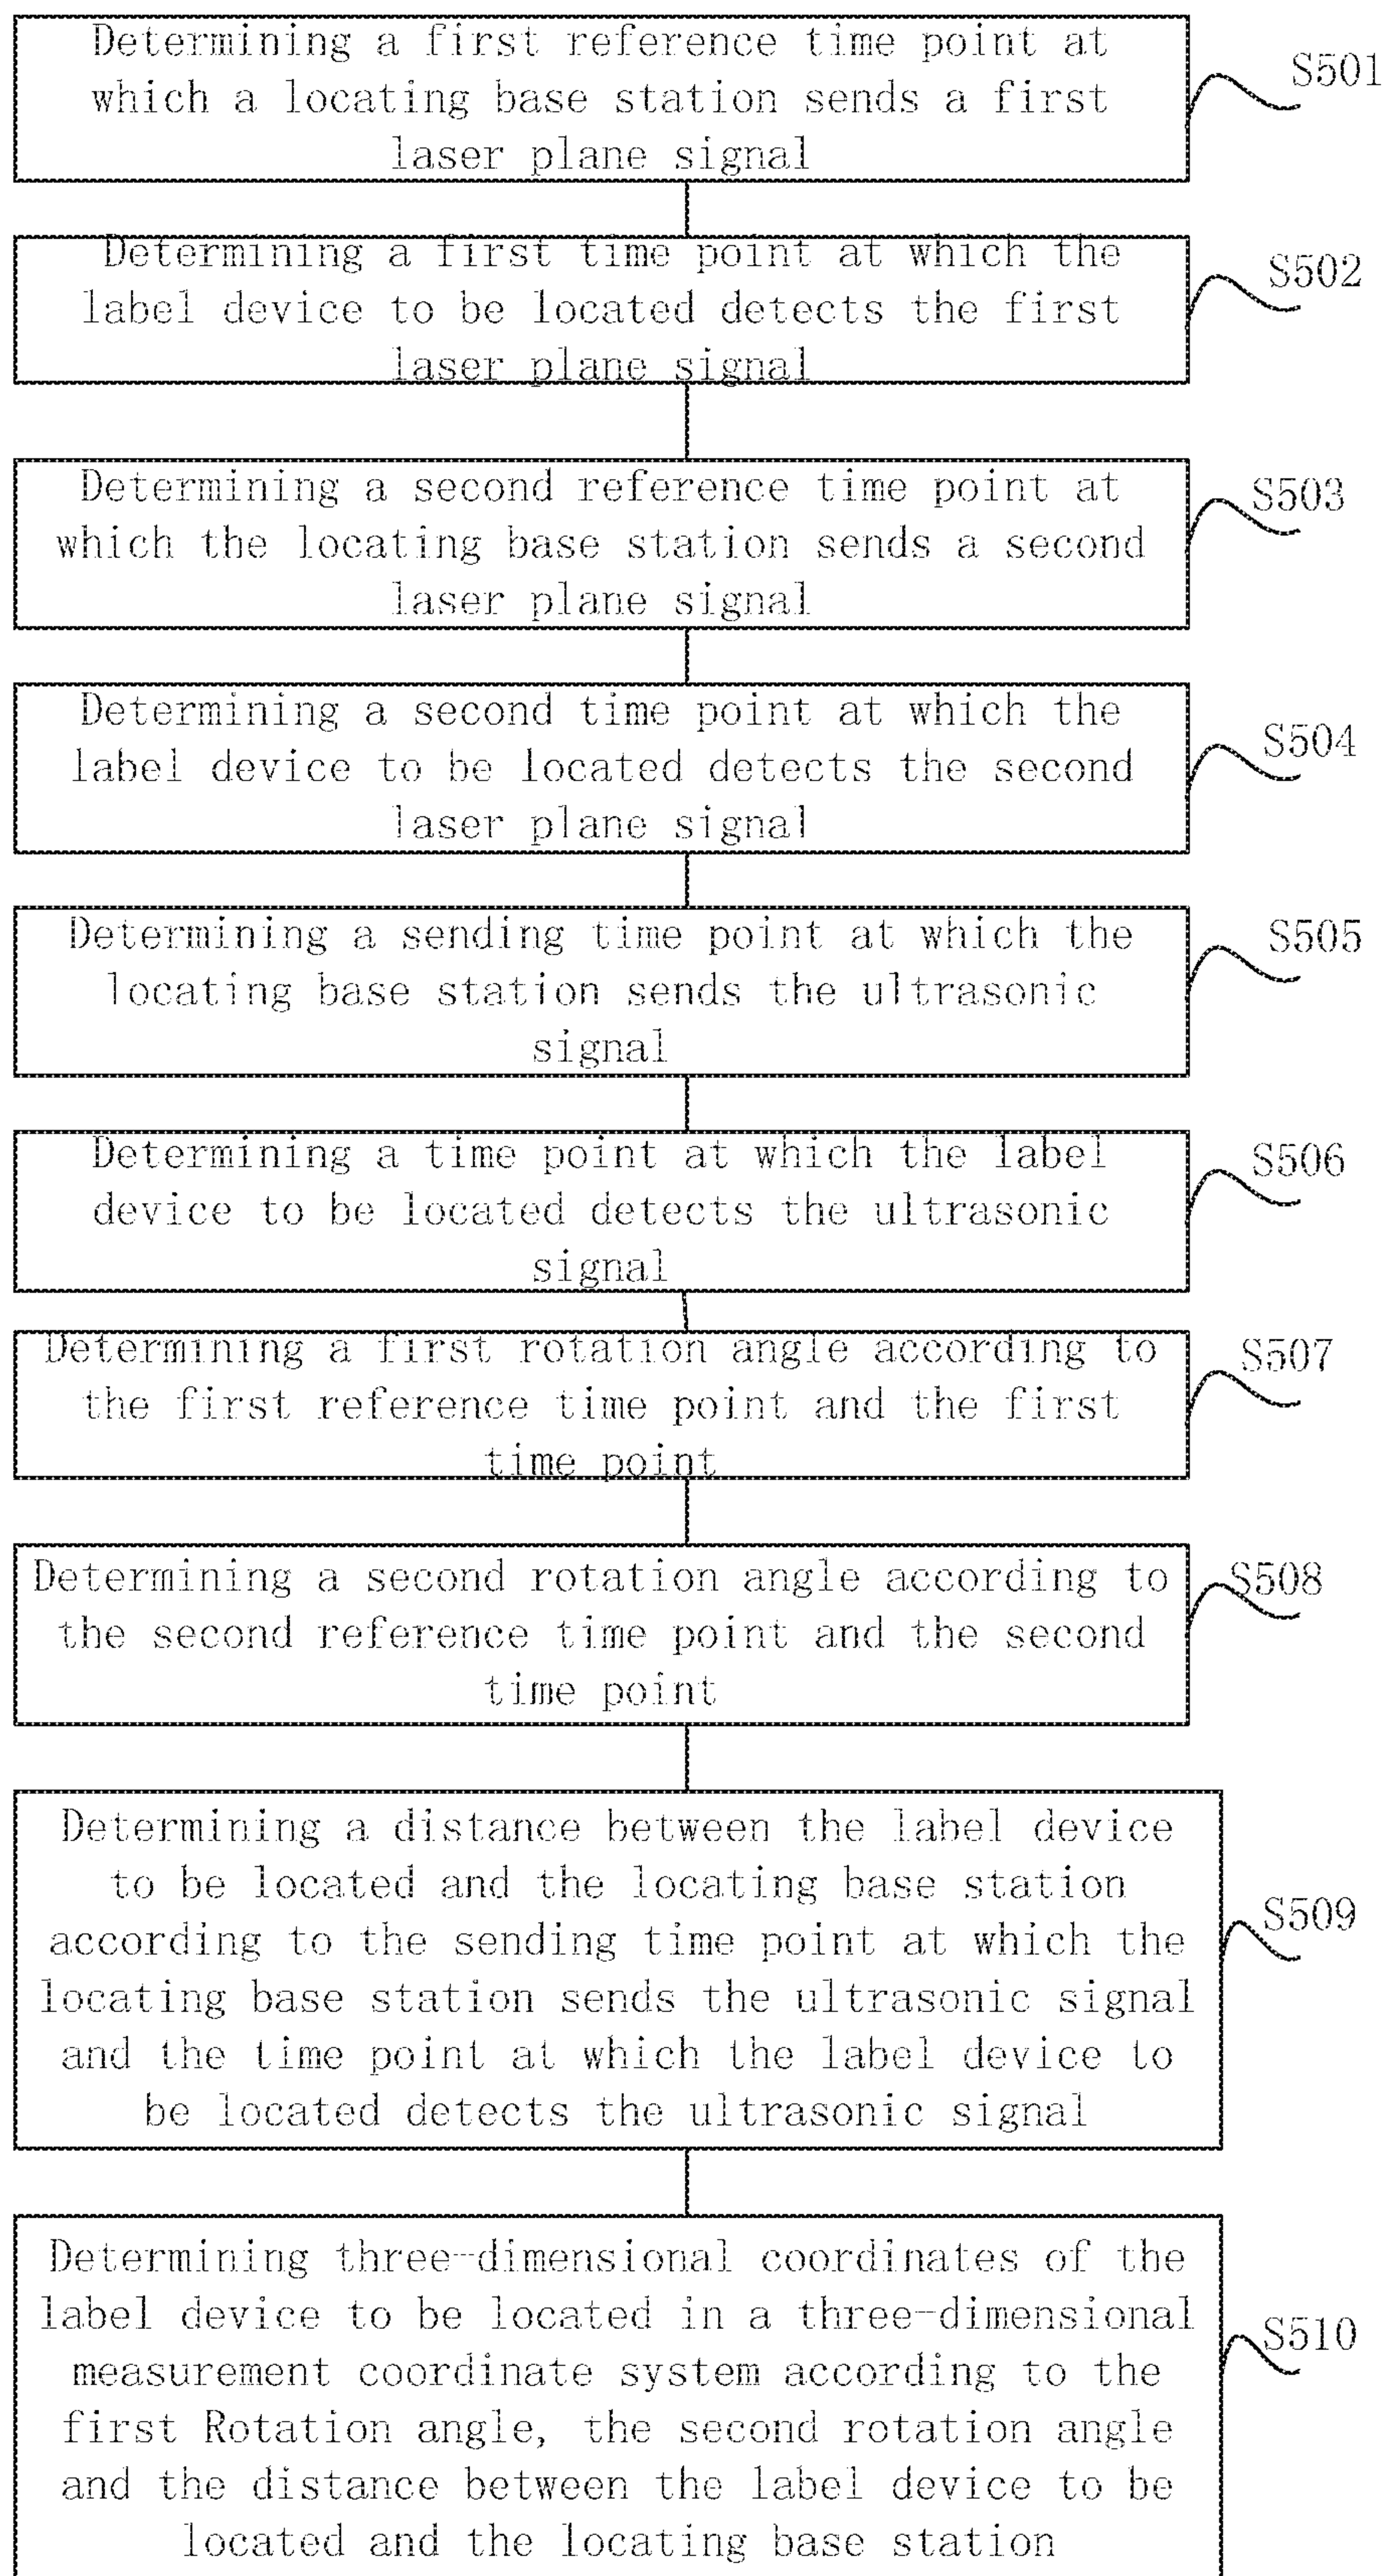 Determining a first reference time point at
which a locating base station sends a first
laser plane signal
S501
Determining a first time point at which the
label device to be located detects the first
laser plane signal
S502
Determining a second reference time point at
which the locating base station sends a second
laser plane signal
S503
Determining a second time point at which the
label device to be located detects the second
laser plane signal
S504
Determining a sending time point at which the
locating base station sends the ultrasonic
signal
S505
Determining a time point at which the label
device to be located detects the ultrasonic
signal
S506
Determining a first rotation angle according to
the first reference time point and the first
time point
S507
Determining a second rotation angle according to
the second reference time point and the second
time point
S508
Determining a distance between the label device
to be located and the locating base station
according to the sending time point at which the
locating base station sends the ultrasonic signal
and the time point at which the label device to
be located detects the ultrasonic signal
S509
Determining three-dimensional coordinates of the
label device to be located in a three-dimensional
measurement coordinate system according to the
first Rotation angle, the second rotation angle
and the distance between the label device to be
located and the locating base station
S510